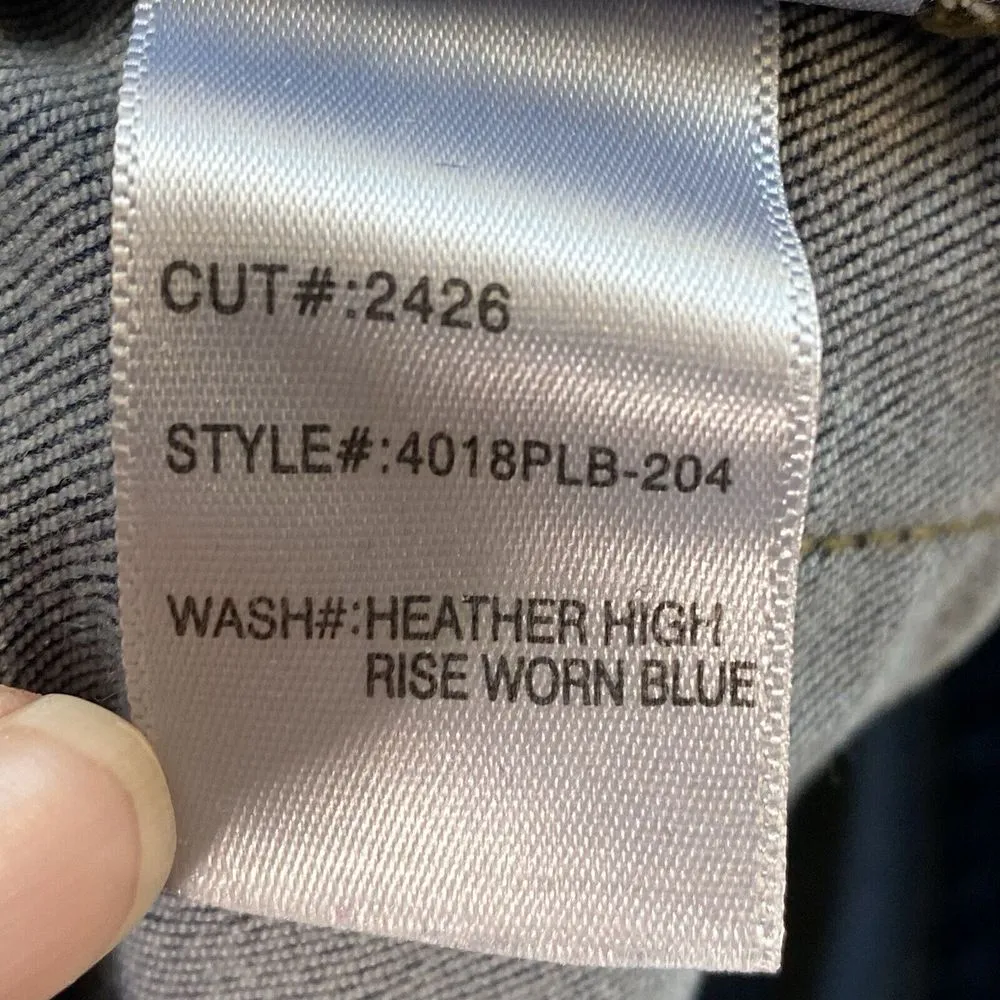 CUT#:2426
STYLE#:4018PLB-204
WASH#:HEATHER HIGH
RISE WORN BLUE